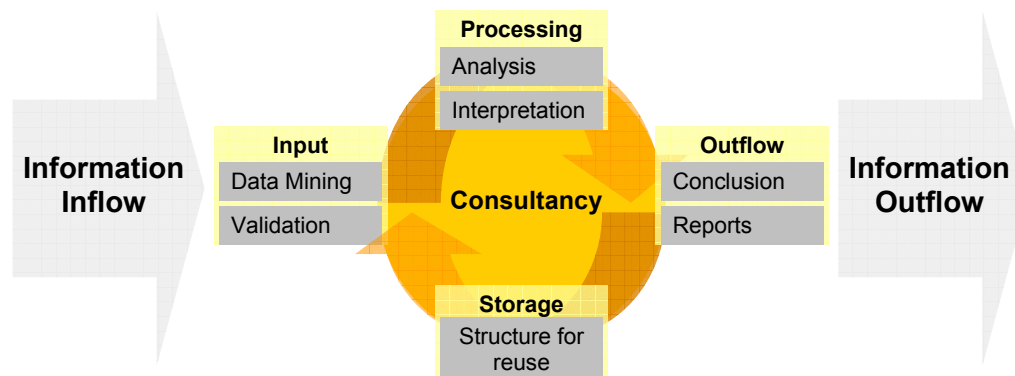 Information
Inflow
Input
Data Mining
Validation
Processing
Analysis
Interpretation
Consultancy
Storage
Structure for
reuse
Outflow
Conclusion
Reports
Information
Outflow